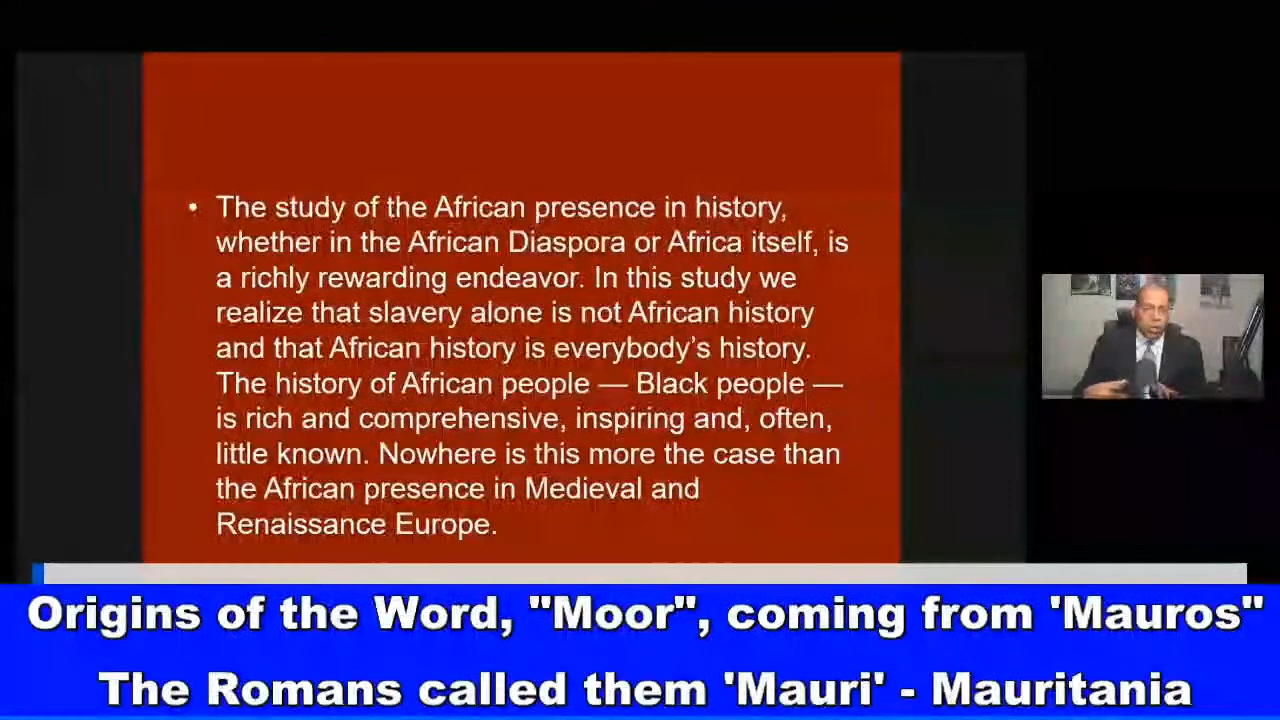 • The study of the African presence in history,
whether in the African Diaspora or Africa itself, is
a richly rewarding endeavor. In this study we
realize that slavery alone is not African history
and that African history is everybody's history.
The history of African people — Black people —
is rich and comprehensive, inspiring and, often,
little known. Nowhere is this more the case than
the African presence in Medieval and
Renaissance Europe.
Origins of the Word, "Moor", coming from 'Mauros"
The Romans called them 'Mauri' - Mauritania